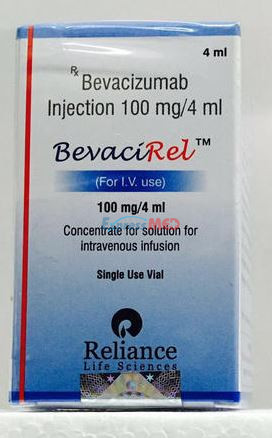 4 ml
Rx Bevacizumab
Injection 100 mg/4 ml
BevaciRel™
(For I.V. use)
100 mg/4 ml
Concentrate for solution for
intravenous infusion
Single Use Vial
Reliance
Life Sciences